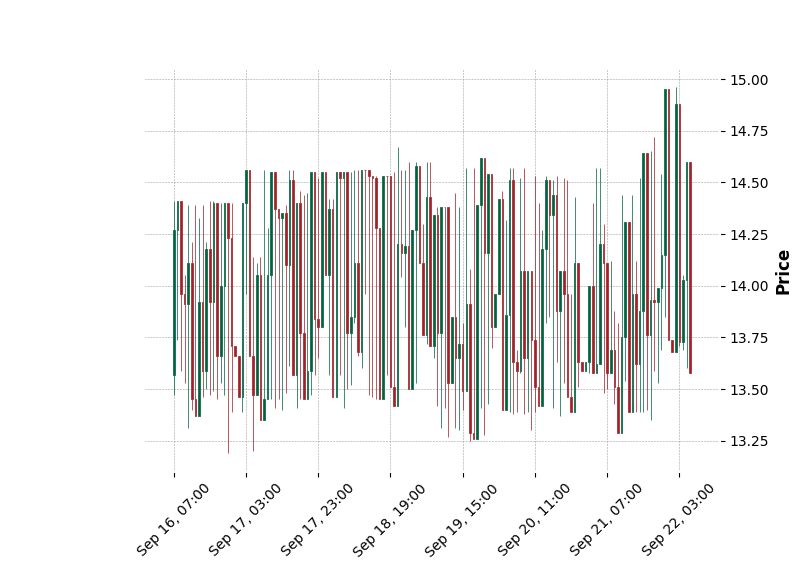 15.00
14.75
14.50
14.25
14.00
13.75
13.50
13.25
Price
Sep 16, 07:00
Sep 17, 03:00
Sep 17, 23:00
Sep 18, 19:00
Sep 19, 15:00
Sep 20, 11:00
Sep 21, 07:00
Sep 22, 03:00